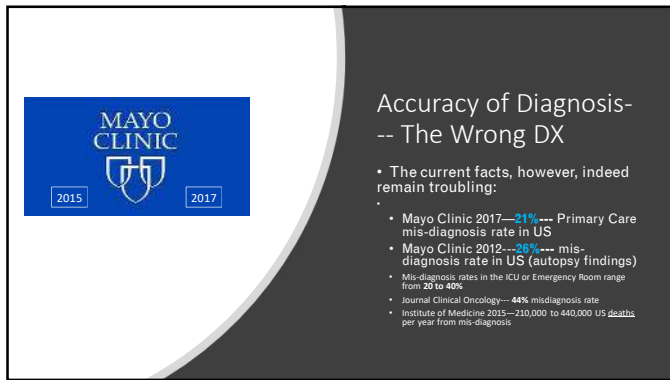 MAYO
CLINIC
2015
2017
Accuracy of Diagnosis-
-- The Wrong DX
• The current facts, however, indeed
remain troubling:
•
• Mayo Clinic 2017—21%--- Primary Care
mis-diagnosis rate in US
• Mayo Clinic 2012---26%--- mis-
diagnosis rate in US (autopsy findings)
• Mis-diagnosis rates in the ICU or Emergency Room range
from 20 to 40%
• Journal Clinical Oncology--- 44% misdiagnosis rate
• Institute of Medicine 2015—210,000 to 440,000 US deaths
per year from mis-diagnosis